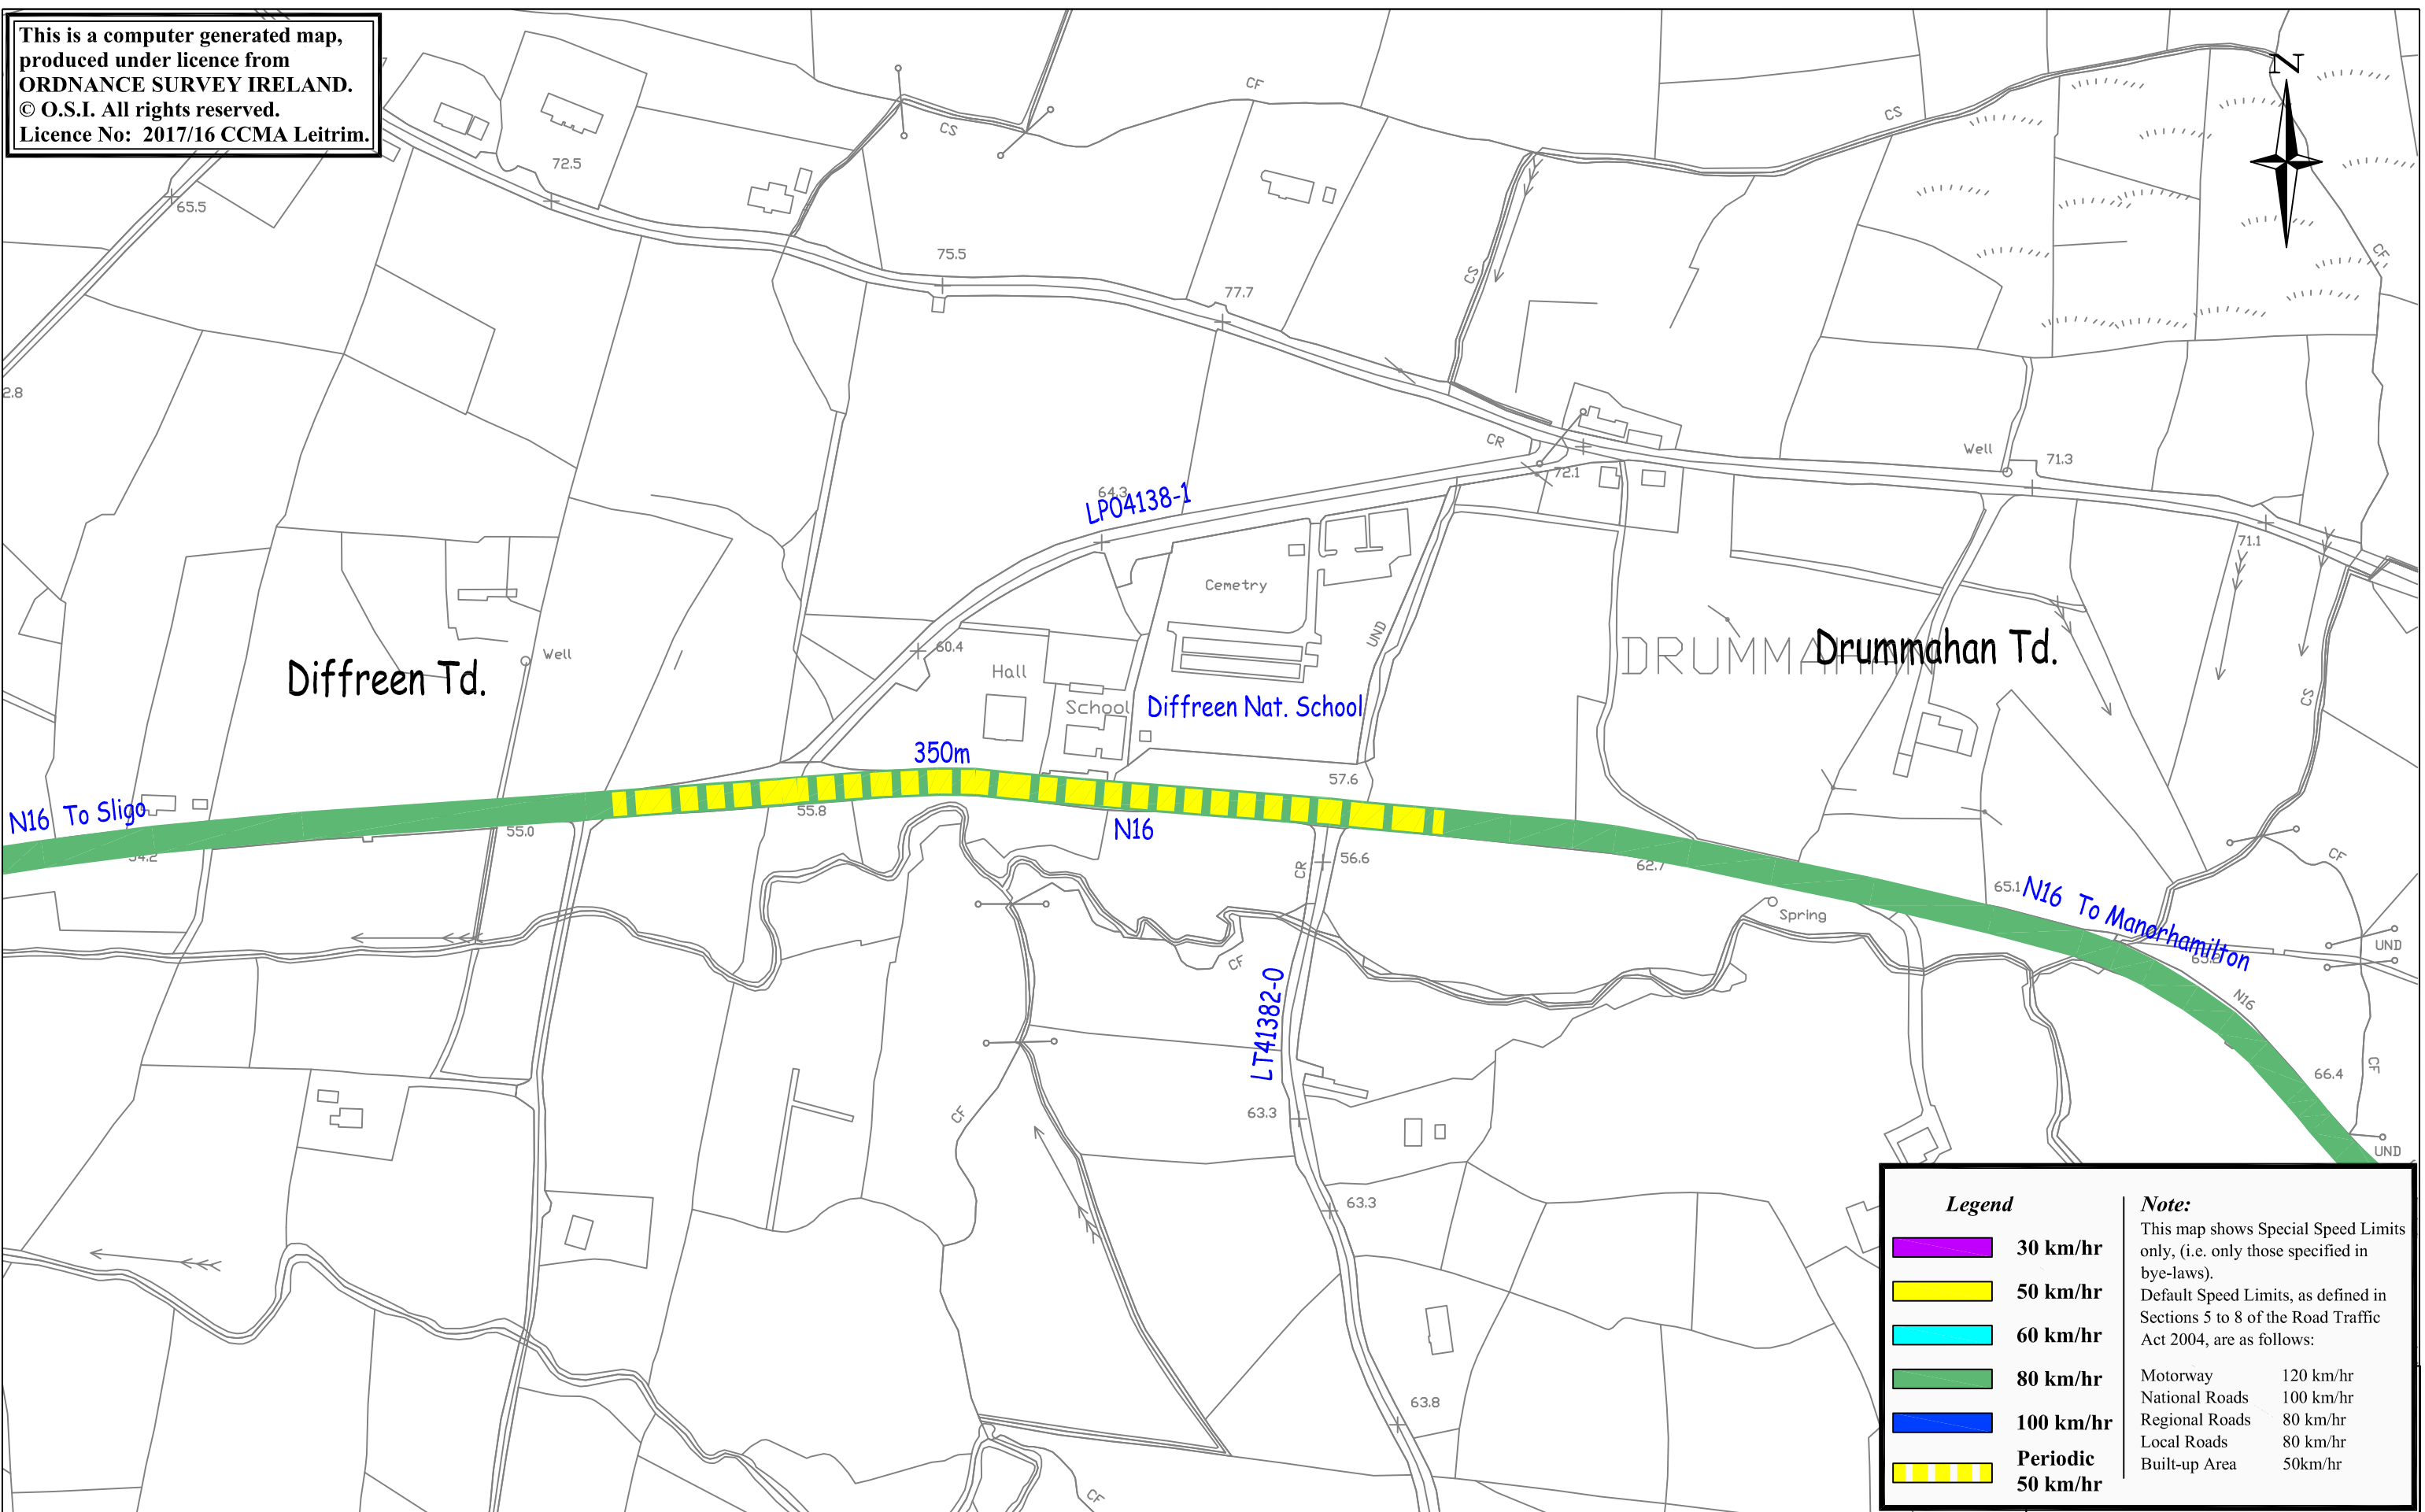 This is a computer generated map,
produced under licence from
ORDNANCE SURVEY IRELAND.
© O.S.I. All rights reserved.
Licence No:  2017/16 CCMA Leitrim.
N
CF
CS
CS
72.5
65.5
75.5
77.7
CS
CF
2.8
CR
72.1
Well
71.3
64.3
LP04138-1
71.1
Cemetry
UND
Well
60.4
Hall
DRUMMAHAN
Drummahan Td.
Diffreen Td.
School
Diffreen Nat. School
CS
350m
57.6
N16  To Sligo
55.8
55.0
N16
54.2
CR
56.6
62.7
CF
65.1
N16  To Manorhamilton
Spring
UND
CF
N16
LT41382-0
66.4
CF
63.3
CF
UND
63.3
63.8
CF
Legend
30 km/hr
50 km/hr
60 km/hr
80 km/hr
100 km/hr
Periodic
50 km/hr
Note:
This map shows Special Speed Limits
only, (i.e. only those specified in
bye-laws).
Default Speed Limits, as defined in
Sections 5 to 8 of the Road Traffic
Act 2004, are as follows:
Motorway 120 km/hr
National Roads 100 km/hr
Regional Roads 80 km/hr
Local Roads 80 km/hr
Built-up Area 50km/hr